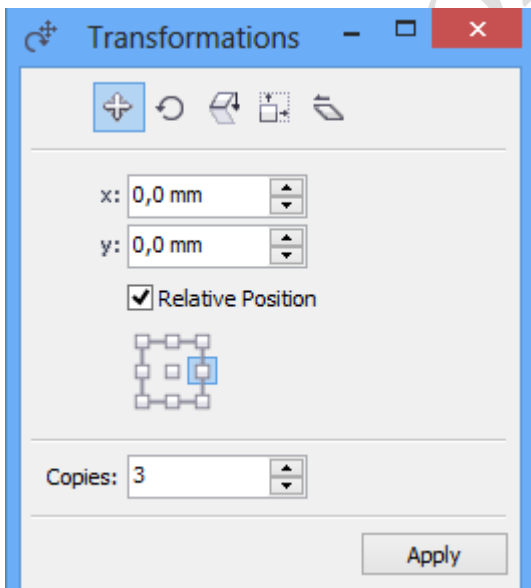 Transformations
x: 0,0 mm
y: 0,0 mm
Relative Position
Copies: 3
Apply